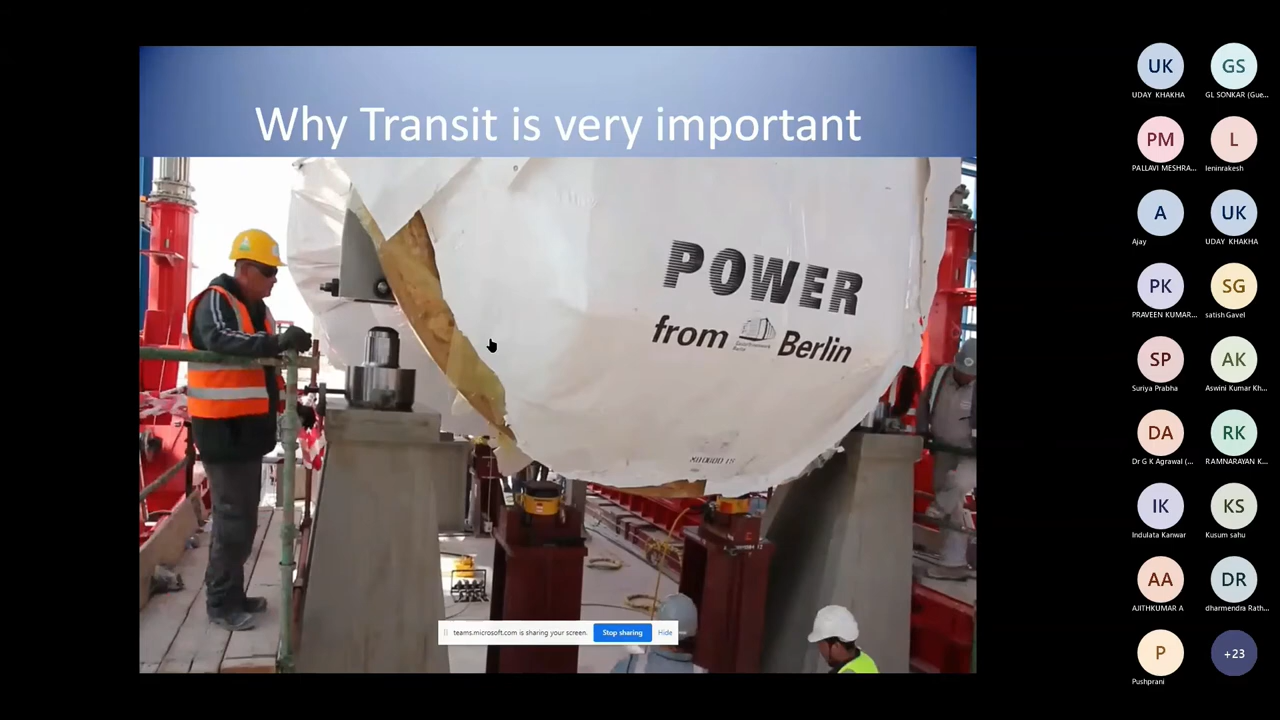 Why Transit is very important
POWER
from Berlin
teams.microsoft.com is sharing your screen.
Stop sharing
Hide
UK
UDAY KHAKHA
GS
GL SONKAR (Gue...
PM
PALLAVI MESHRA...
L
leninrakesh
A
Ajay
UK
UDAY KHAKHA
PK
PRAVEEN KUMAR...
SG
satish Gavel
SP
Suriya Prabha
AK
Aswini Kumar Kh...
DA
Dr G K Agrawal (...
RK
RAMNARAYAN K...
IK
Indulata Kanwar
KS
Kusum sahu
AA
AJITHKUMAR A
DR
dharmendra Rath...
P
Pushprani
+23